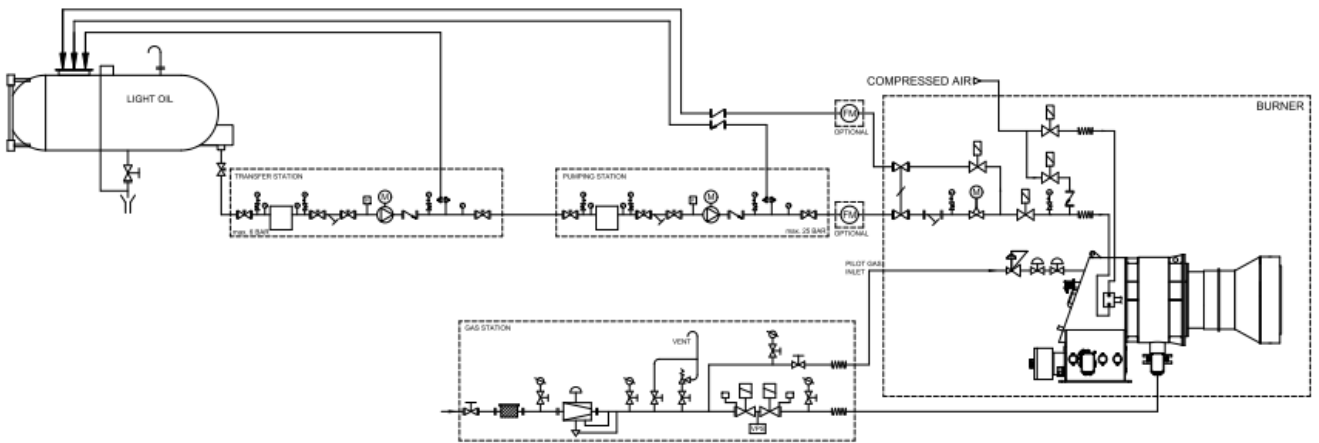 COMPRESSED AIR
BURNER
LIGHT OIL
FM
OPTIONAL
TRANSFER STATION
PUMPING STATION
M
M
M
FM
max. 6 BAR
max. 25 BAR
OPTIONAL
PILOT GAS
INLET
GAS STATION
VENT
VPS